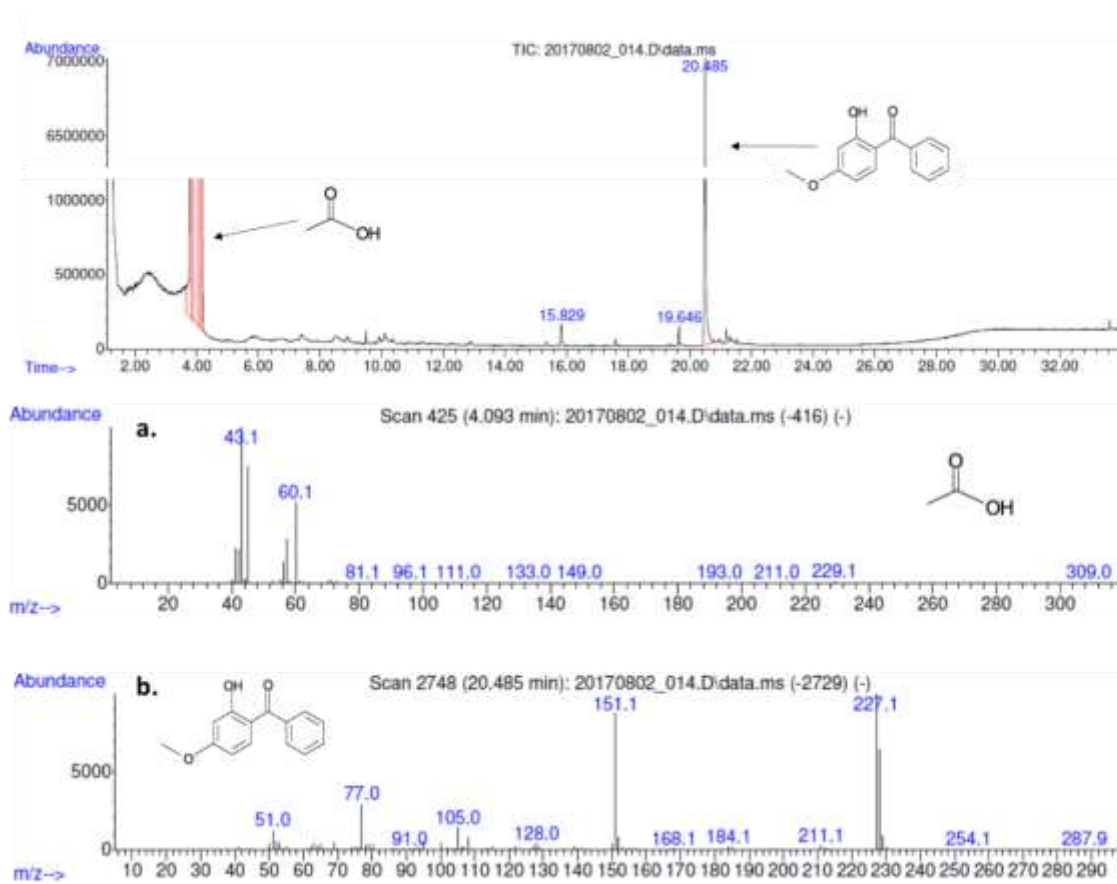 Abundance
TIC: 20170802_014.D\data.ms
7000000
20.485
6500000
OH
O
O
1000000
O
OH
500000
15.829
19.646
0
2.00 4.00 6.00 8.00 10.00 12.00 14.00 16.00 18.00 20.00 22.00 24.00 26.00 28.00 30.00 32.00
Time-->
Abundance
a.
Scan 425 (4.093 min): 20170802_014.D\data.ms (-416) (-)
43.1
O
OH
60.1
5000
81.1 96.1 111.0 133.0 149.0 193.0 211.0 229.1 309.0
0
20 40 60 80 100 120 140 160 180 200 220 240 260 280 300
m/z-->
Abundance
b.
OH
O
O
Scan 2748 (20.485 min): 20170802_014.D\data.ms (-2729) (-)
151.1
227.1
5000
77.0
51.0
105.0
91.0
128.0
168.1 184.1 211.1 254.1 287.9
0
10 20 30 40 50 60 70 80 90 100 110 120 130 140 150 160 170 180 190 200 210 220 230 240 250 260 270 280 290
m/z-->